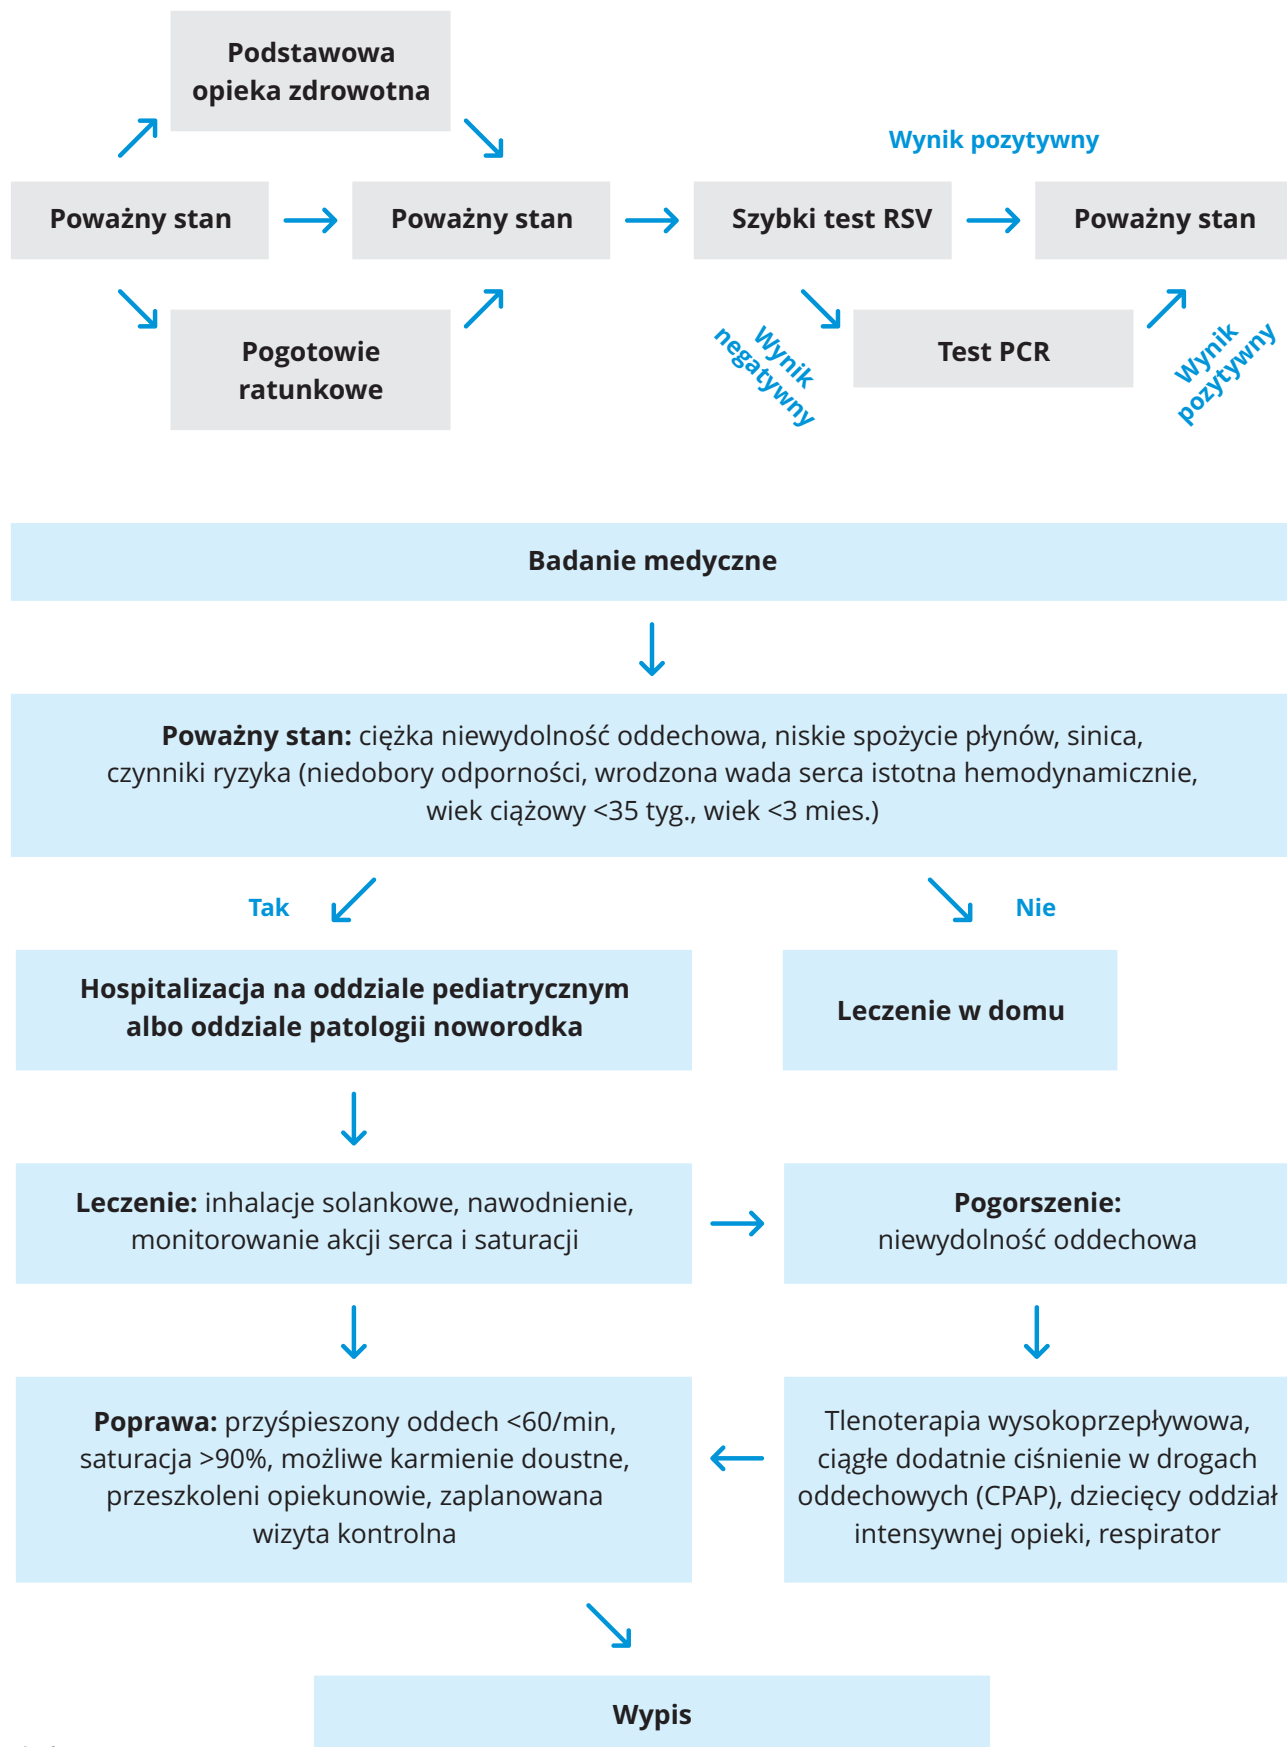 Podstawowa
opieka zdrowotna
Wynik pozytywny
Poważny stan
Poważny stan
Szybki test RSV
Poważny stan
Pogotowie
ratunkowe
Wynik
negatywny
Test PCR
Wynik
pozytywny
Badanie medyczne
Poważny stan: ciężka niewydolność oddechowa, niskie spożycie płynów, sinica,
czynniki ryzyka (niedobory odporności, wrodzona wada serca istotna hemodynamicznie,
wiek ciążowy <35 tyg., wiek <3 mies.)
Tak
Nie
Hospitalizacja na oddziale pediatrycznym
albo oddziale patologii noworodka
Leczenie w domu
Leczenie: inhalacje solankowe, nawodnienie,
monitorowanie akcji serca i saturacji
Pogorszenie:
niewydolność oddechowa
Poprawa: przyśpieszony oddech <60/min,
saturacja >90%, możliwe karmienie doustne,
przeszkoleni opiekunowie, zaplanowana
wizyta kontrolna
Tlenoterapia wysokoprzepływowa,
ciągłe dodatnie ciśnienie w drogach
oddechowych (CPAP), dziecięcy oddział
intensywnej opieki, respirator
Wypis